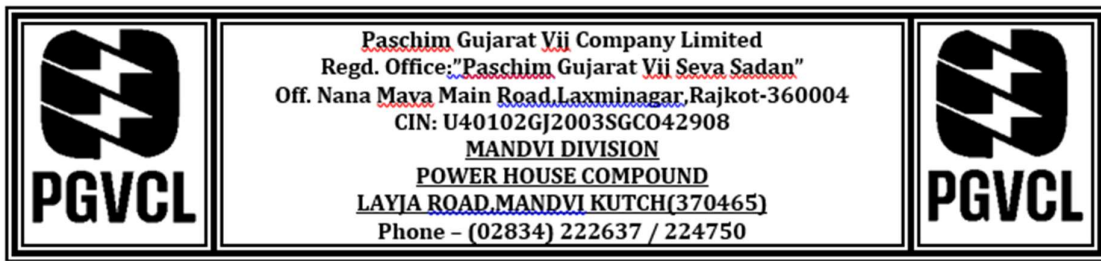 PGVCL
Paschim Gujarat Vij Company Limited
Regd. Office:”Paschim Gujarat Vij Seva Sadan”
Off. Nana Mava Main Road,Laxminagar,Rajkot-360004
CIN: U40102GJ2003SGCO42908
MANDVI DIVISION
POWER HOUSE COMPOUND
LAYJA ROAD,MANDVI KUTCH(370465)
Phone – (02834) 222637 / 224750
PGVCL